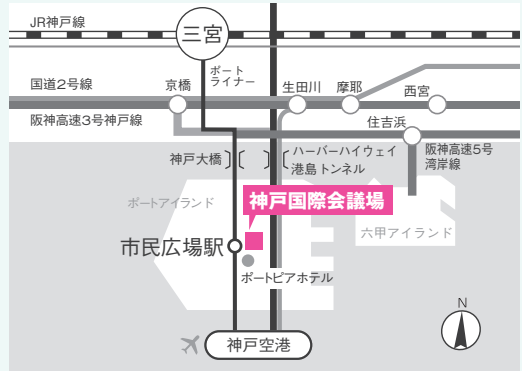 JR神戸線
三宮
ポート
ライナー
国道2号線
京橋
生田川
摩耶
西宮
阪神高速3号神戸線
住吉浜
神戸大橋
ハーバーハイウェイ
港島トンネル
阪神高速5号
湾岸線
ポートアイランド
神戸国際会議場
六甲アイランド
市民広場駅
ポートピアホテル
神戸空港
N